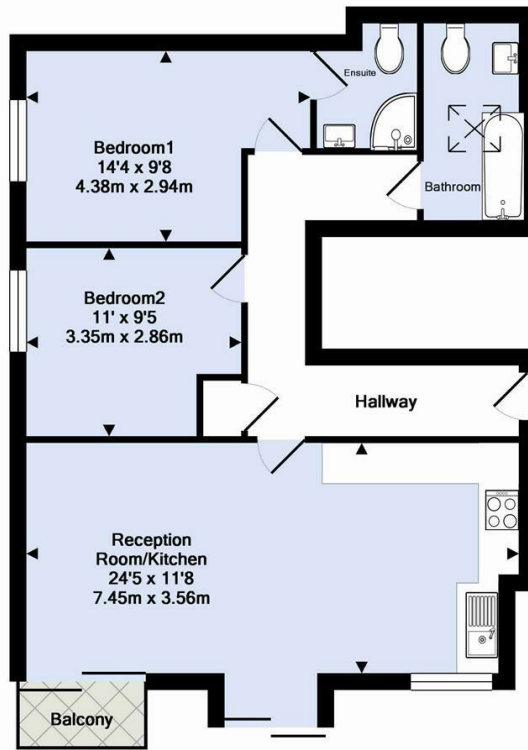 Ensuite
Bedroom1
14'4 x 9'8
4.38m x 2.94m
Bathroom
Bedroom2
11' x 9'5
3.35m x 2.86m
Hallway
Reception
Room/Kitchen
24'5 x 11'8
7.45m x 3.56m
Balcony